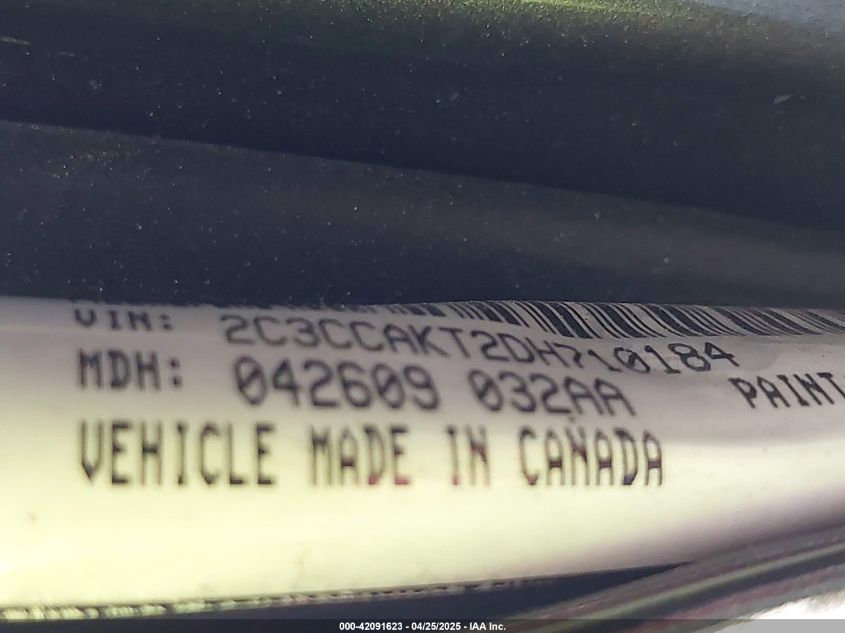 VIN: 2C3CCAKT2DH710184
MDH: 042609 032AA
PAINT
VEHICLE MADE IN CANADA
000-42091623 - 04/25/2025 - IAA Inc.